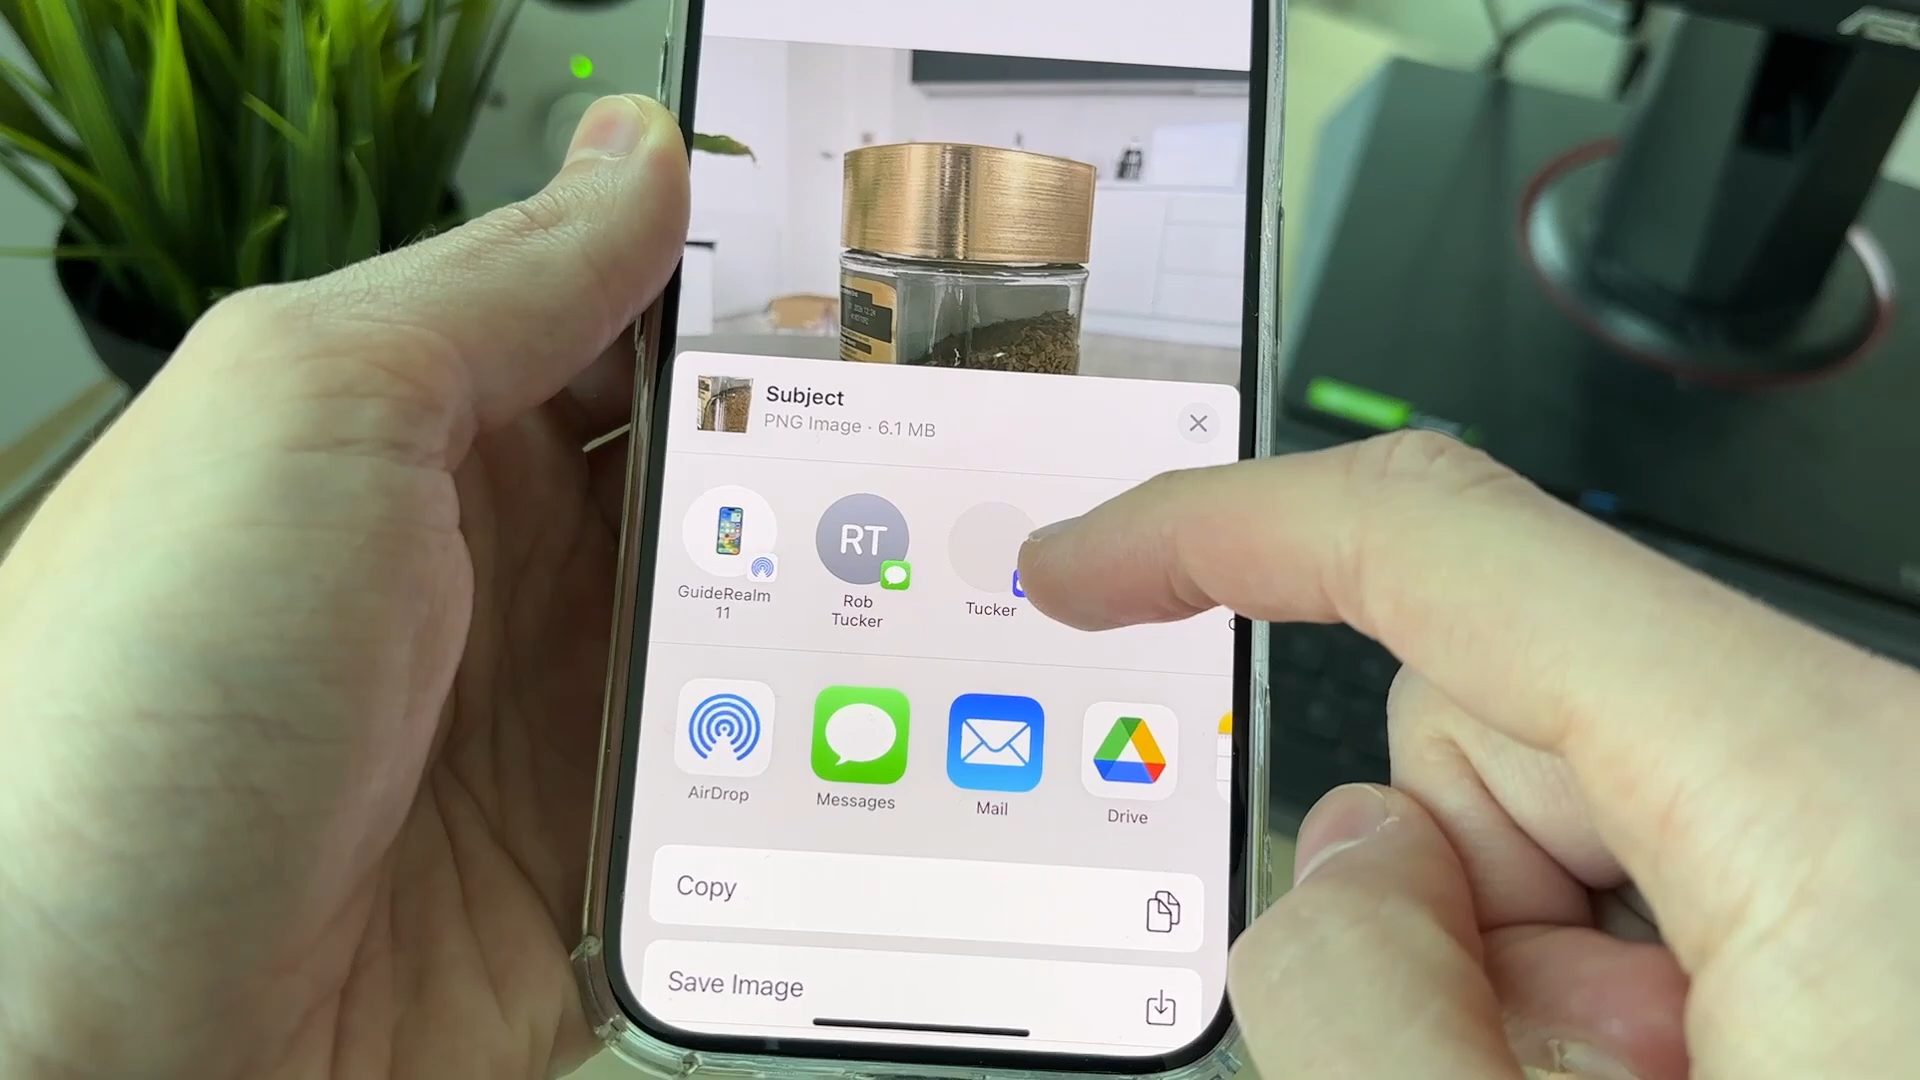 Subject
PNG Image · 6.1 MB
GuideRealm
11
RT
Rob
Tucker
Tucker
AirDrop
Messages
Mail
Drive
Copy
Save Image